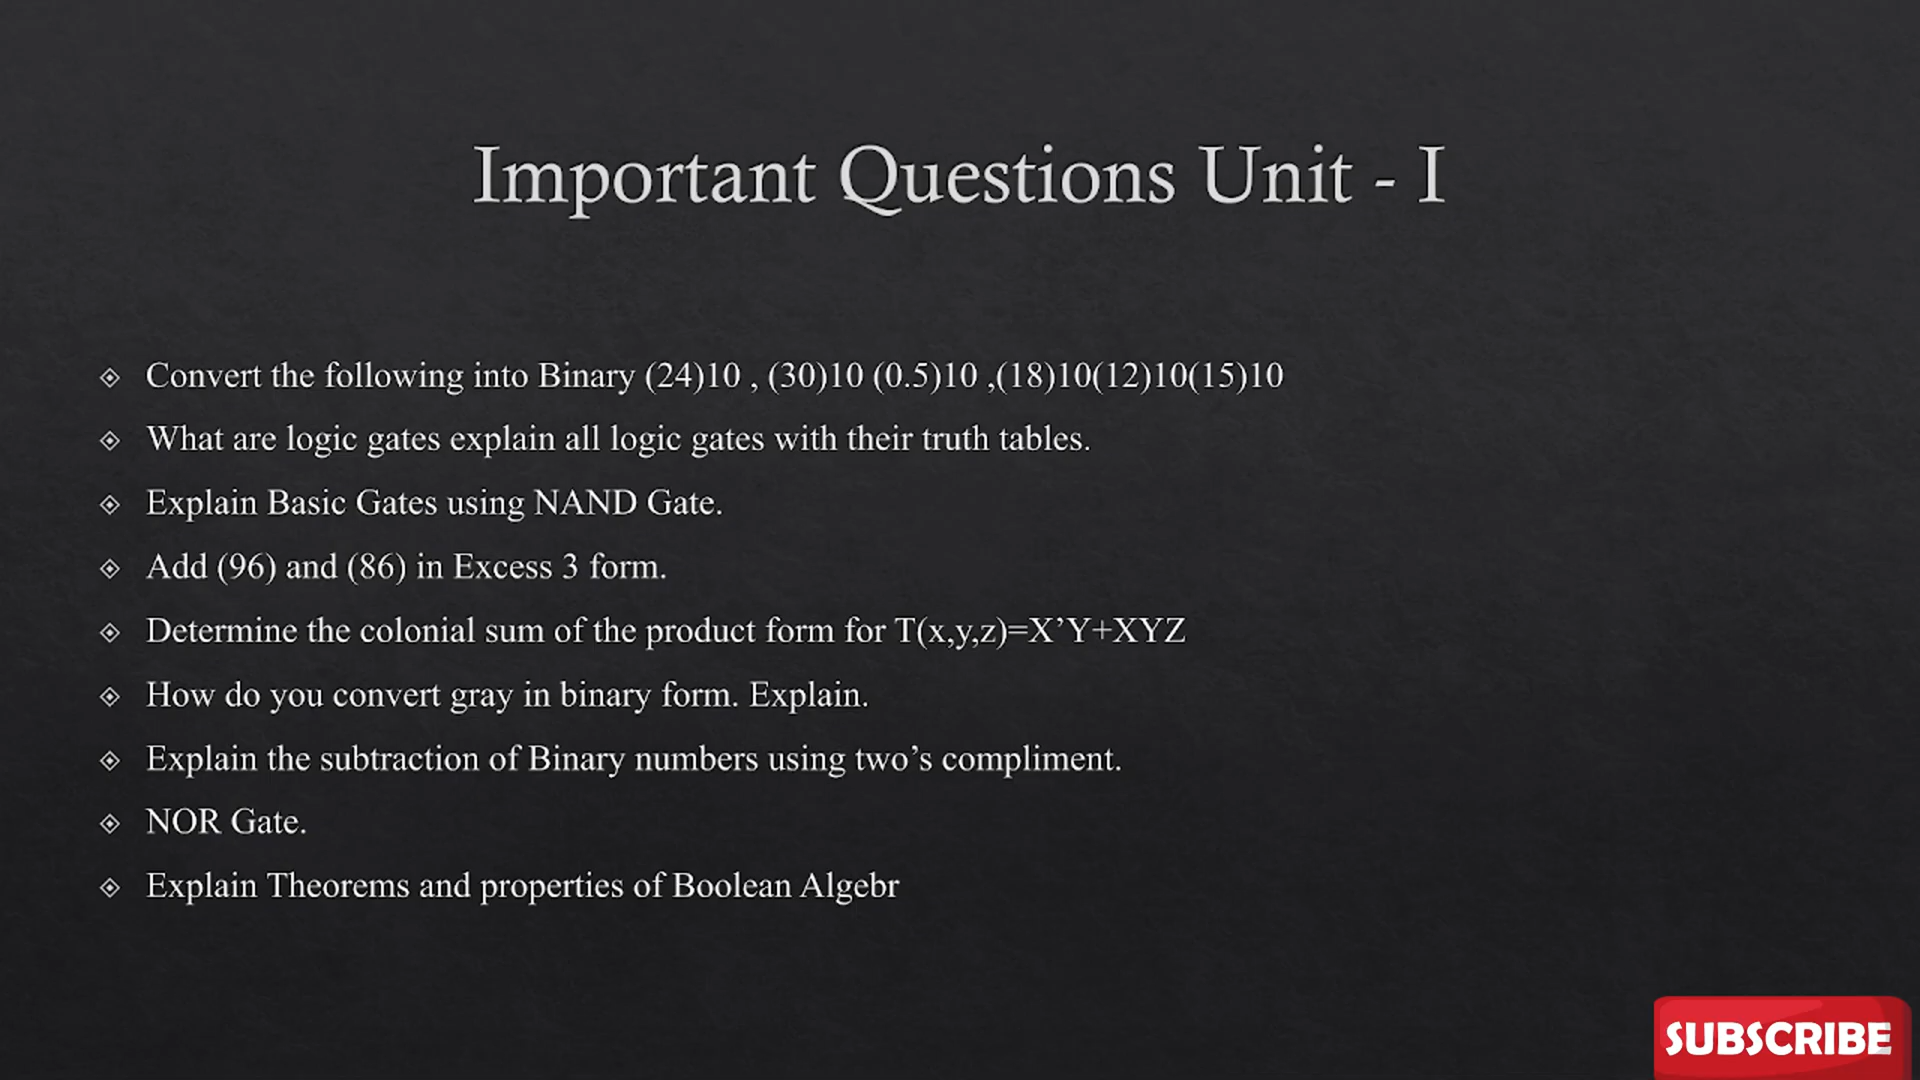 Important Questions Unit - I
Convert the following into Binary (24)10 , (30)10 (0.5)10 ,(18)10(12)10(15)10
What are logic gates explain all logic gates with their truth tables.
Explain Basic Gates using NAND Gate.
Add (96) and (86) in Excess 3 form.
Determine the colonial sum of the product form for T(x,y,z)=X’Y+XYZ
How do you convert gray in binary form. Explain.
Explain the subtraction of Binary numbers using two’s compliment.
NOR Gate.
Explain Theorems and properties of Boolean Algebr
SUBSCRIBE